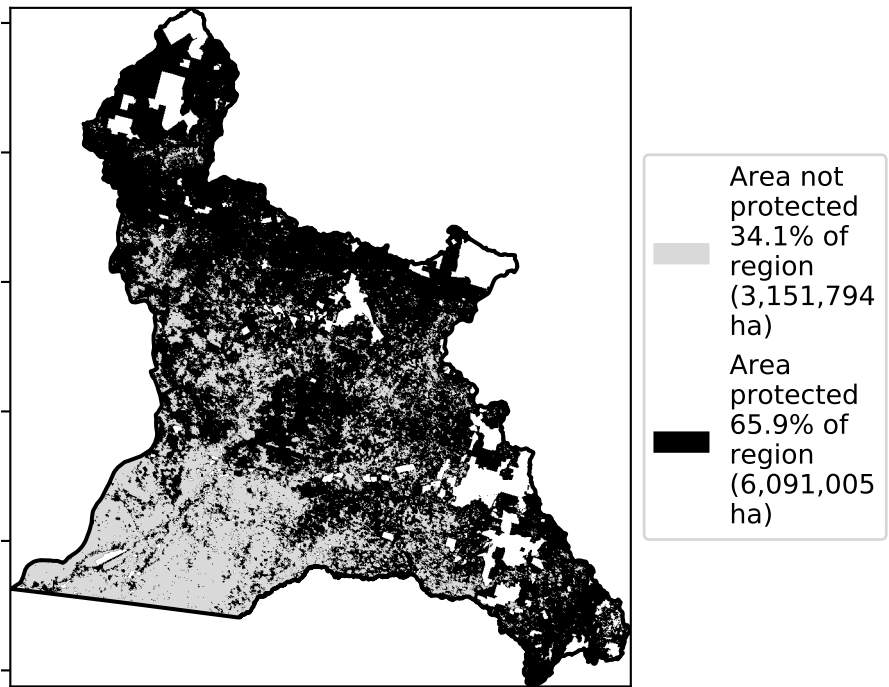 Area not
protected
34.1% of
region
(3,151,794
ha)
Area
protected
65.9% of
region
(6,091,005
ha)